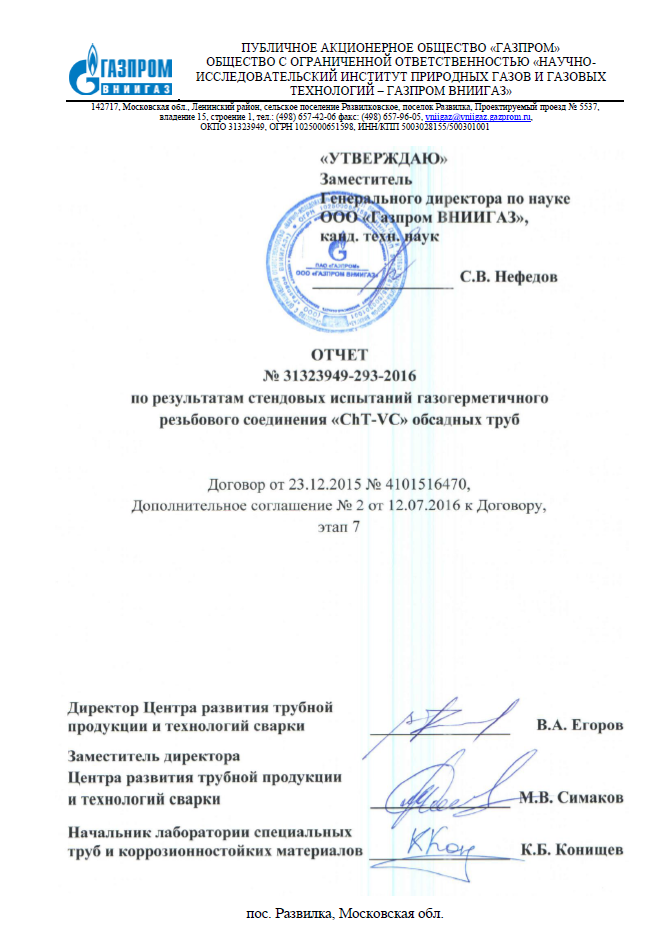 ГАЗПРОМ
ВНИИГАЗ
ПУБЛИЧНОЕ АКЦИОНЕРНОЕ ОБЩЕСТВО «ГАЗПРОМ»
ОБЩЕСТВО С ОГРАНИЧЕННОЙ ОТВЕТСТВЕННОСТЬЮ «НАУЧНО-
ИССЛЕДОВАТЕЛЬСКИЙ ИНСТИТУТ ПРИРОДНЫХ ГАЗОВ И ГАЗОВЫХ
ТЕХНОЛОГИЙ – ГАЗПРОМ ВНИИГАЗ»
142717, Московская обл., Ленинский район, сельское поселение Развилковское, поселок Развилка, Проектируемый проезд № 5537,
владение 15, строение 1, тел.: (498) 657-42-06 факс: (498) 657-96-05, vniigaz@vniigaz.gazprom.ru,
ОКПО 31323949, ОГРН 1025000651598, ИНН/КПП 5003028155/500301001
«УТВЕРЖДАЮ»
Заместитель
Генерального директора по науке
ООО «Газпром ВНИИГАЗ»,
канд. техн. наук
ПАО «ГАЗПРОМ»
ООО «ГАЗПРОМ ВНИИГАЗ»
С.В. Нефедов
ОТЧЕТ
№ 31323949-293-2016
по результатам стендовых испытаний газогерметичного
резьбового соединения «ChT-VC» обсадных труб
Договор от 23.12.2015 № 4101516470,
Дополнительное соглашение № 2 от 12.07.2016 к Договору,
этап 7
Директор Центра развития трубной
продукции и технологий сварки В.А. Егоров
Заместитель директора
Центра развития трубной продукции
и технологий сварки М.В. Симаков
Начальник лаборатории специальных
труб и коррозионностойких материалов К.Б. Конищев
пос. Развилка, Московская обл.